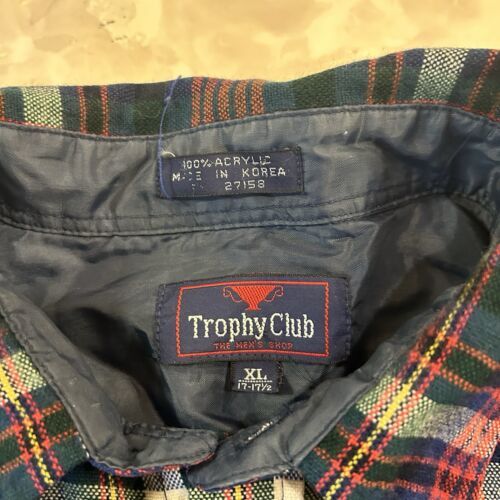 100% ACRYLIC
MADE IN KOREA
27158
Trophy Club
THE MEN'S SHOP
XL
17-17½